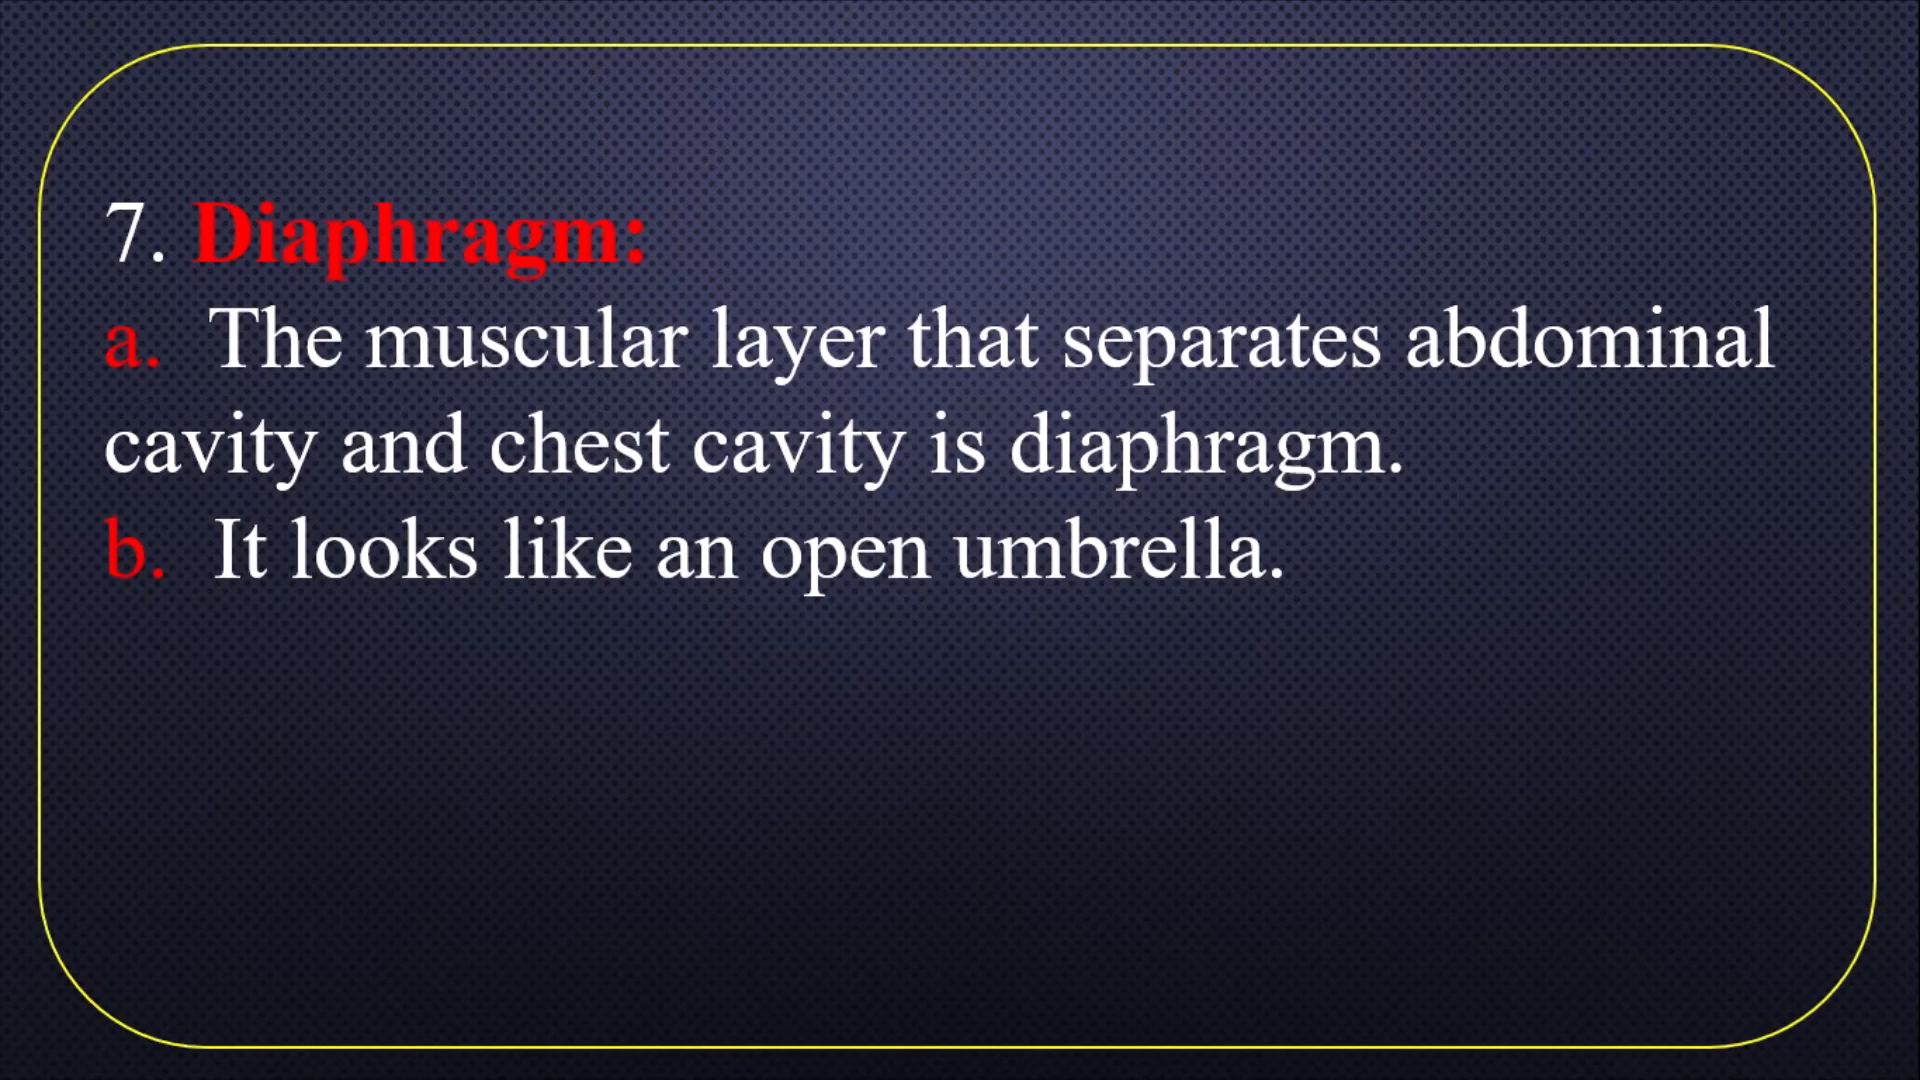 7. Diaphragm:
a. The muscular layer that separates abdominal
cavity and chest cavity is diaphragm.
b. It looks like an open umbrella.